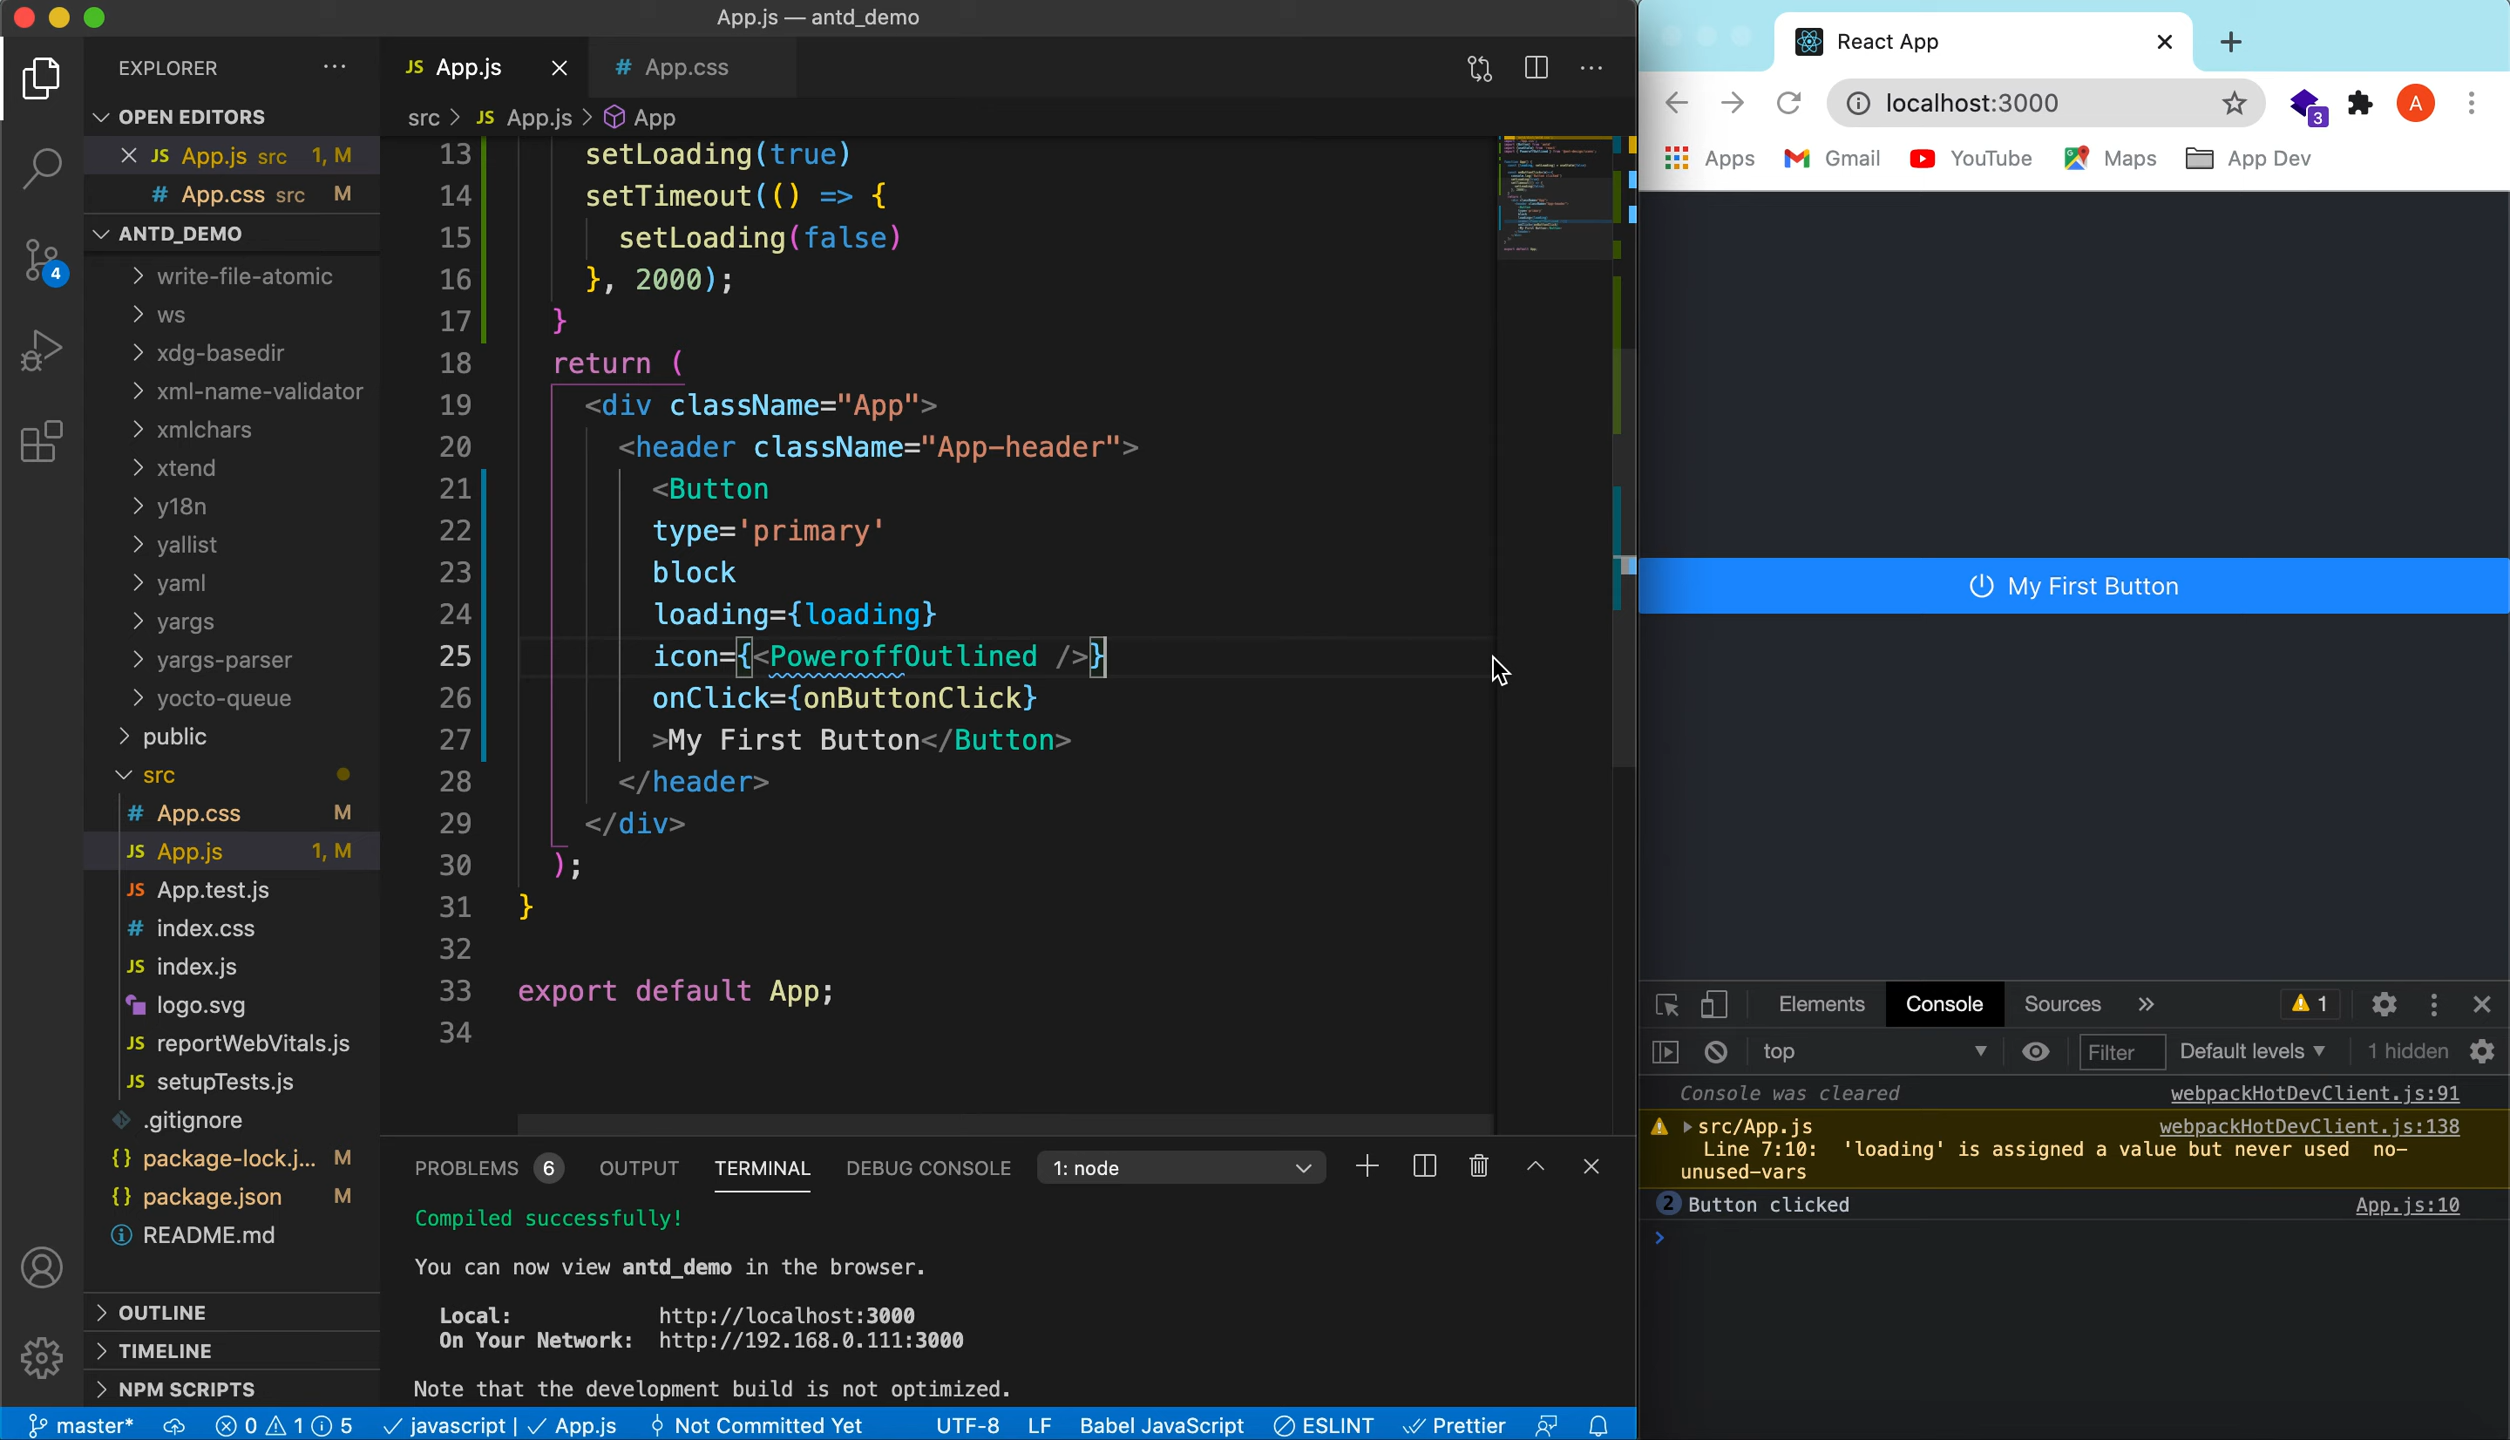 App.js — antd_demo
EXPLORER
OPEN EDITORS
JS App.js src 1, M
# App.css src M
ANTD_DEMO
write-file-atomic
ws
xdg-basedir
xml-name-validator
xmlchars
xtend
y18n
yallist
yaml
yargs
yargs-parser
yocto-queue
public
src
# App.css M
JS App.js 1, M
JS App.test.js
# index.css
JS index.js
logo.svg
JS reportWebVitals.js
JS setupTests.js
.gitignore
{} package-lock.j... M
{} package.json M
README.md
OUTLINE
TIMELINE
NPM SCRIPTS
4
JS App.js
# App.css
src > JS App.js > App
13 setLoading(true)
14 setTimeout(() => {
15 setLoading(false)
16 }, 2000);
17 }
18 return (
19 <div className="App">
20 <header className="App-header">
21 <Button
22 type='primary'
23 block
24 loading={loading}
25 icon={<PoweroffOutlined />}
26 onClick={onButtonClick}
27 >My First Button</Button>
28 </header>
29 </div>
30 );
31 }
32
33 export default App;
34
PROBLEMS 6 OUTPUT TERMINAL DEBUG CONSOLE 1: node
Compiled successfully!
You can now view antd_demo in the browser.
Local: http://localhost:3000
On Your Network: http://192.168.0.111:3000
Note that the development build is not optimized.
master* 0 1 5 javascript | App.js Not Committed Yet UTF-8 LF Babel JavaScript ESLINT Prettier
React App
localhost:3000
3
A
Apps Gmail YouTube Maps App Dev
My First Button
Elements Console Sources » 1
top Filter Default levels 1 hidden
Console was cleared webpackHotDevClient.js:91
src/App.js webpackHotDevClient.js:138
Line 7:10: 'loading' is assigned a value but never used no-
unused-vars
2 Button clicked App.js:10